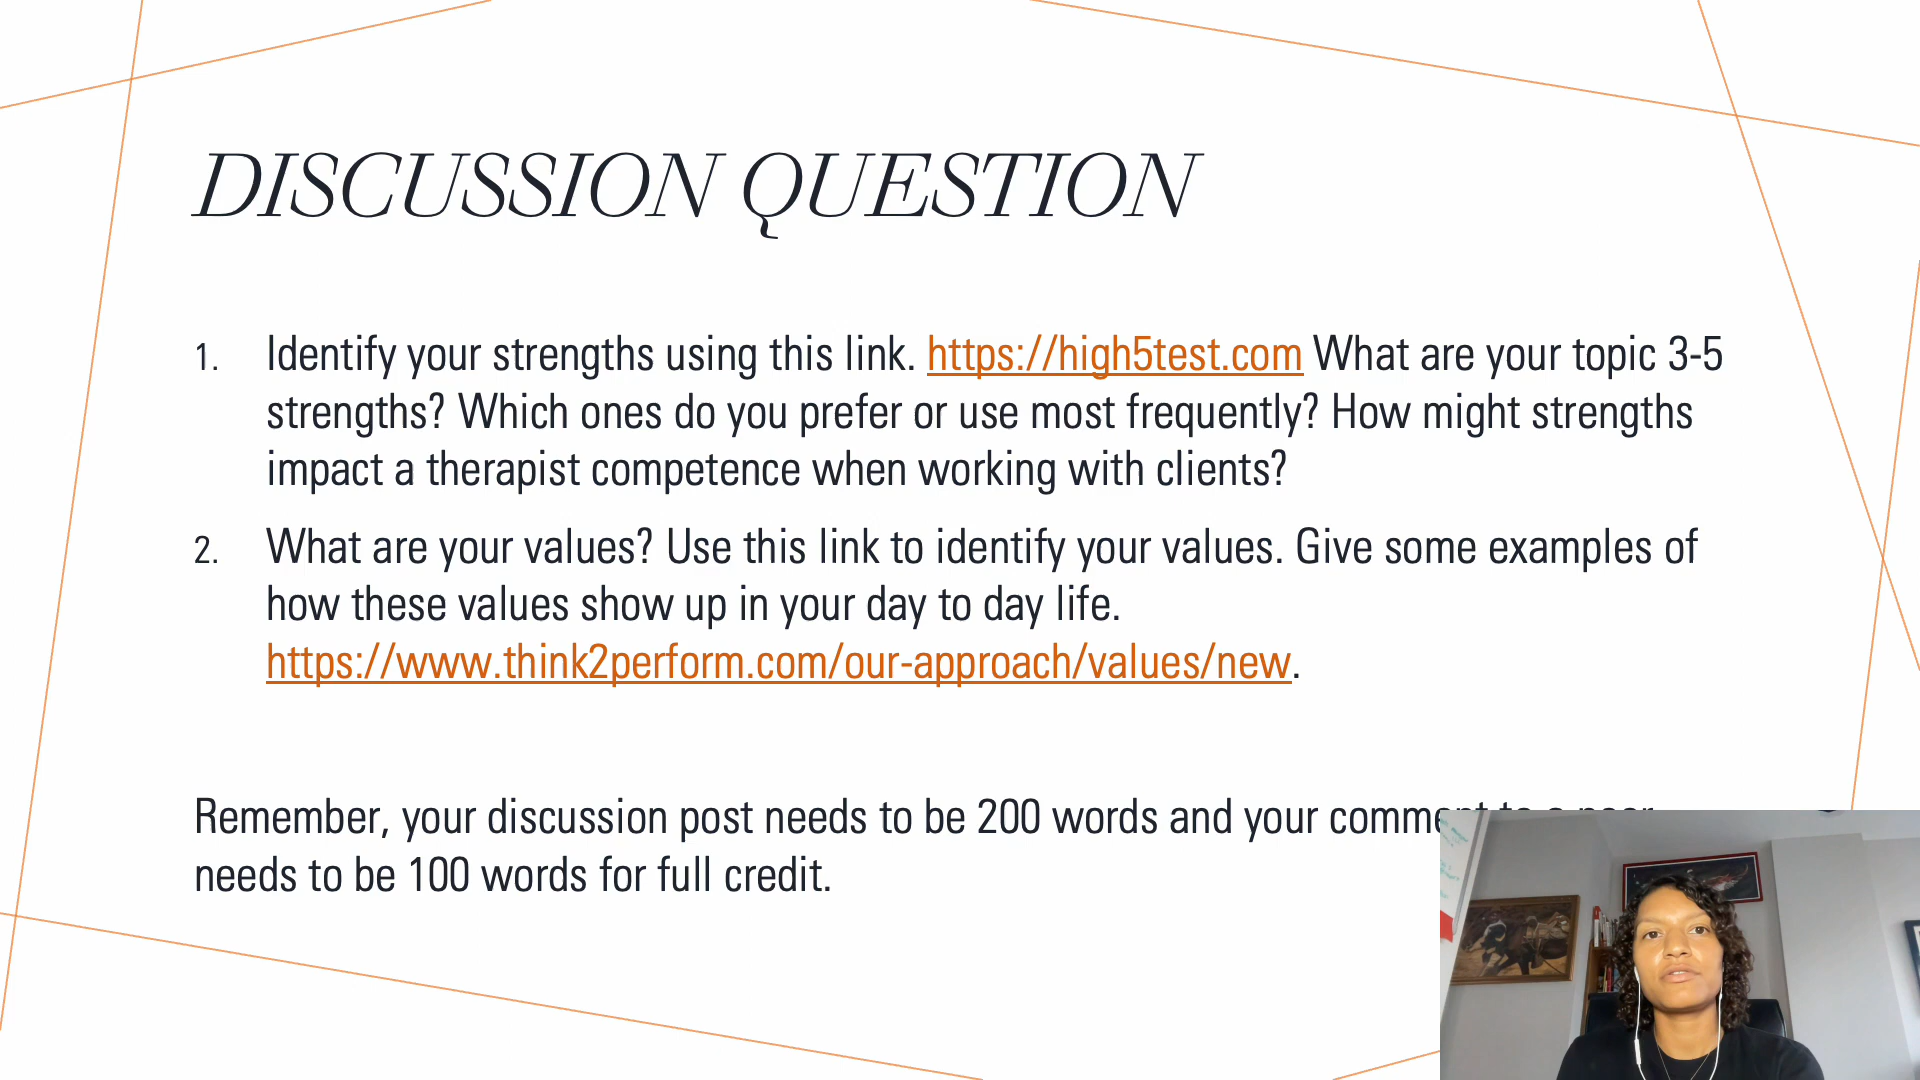 DISCUSSION QUESTION
1. Identify your strengths using this link. https://high5test.com What are your topic 3-5
strengths? Which ones do you prefer or use most frequently? How might strengths
impact a therapist competence when working with clients?
2. What are your values? Use this link to identify your values. Give some examples of
how these values show up in your day to day life.
https://www.think2perform.com/our-approach/values/new.
Remember, your discussion post needs to be 200 words and your comment to a peer
needs to be 100 words for full credit.